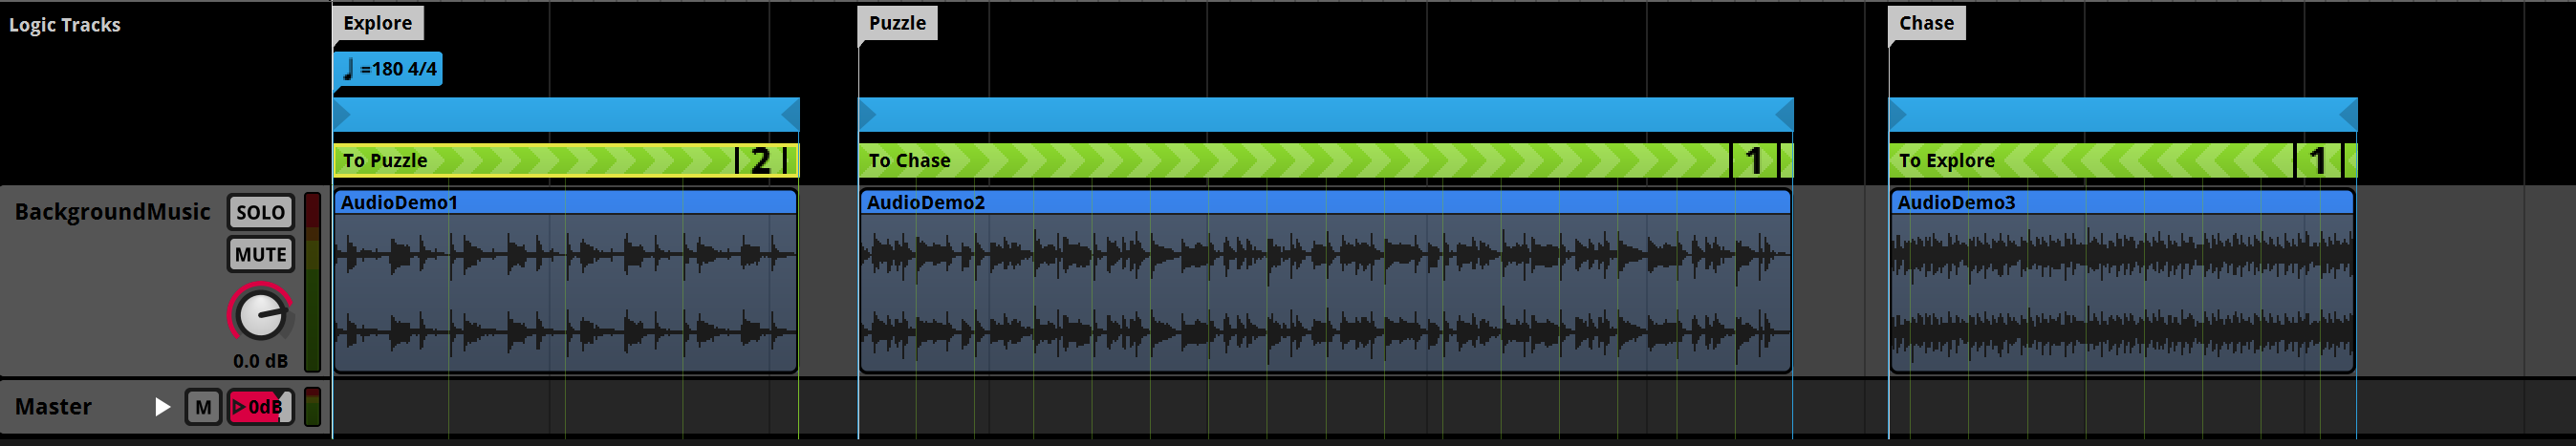 Logic Tracks
Explore
Puzzle
Chase
=180 4/4
To Puzzle
2
To Chase
1
To Explore
1
BackgroundMusic
SOLO
MUTE
0.0 dB
AudioDemo1
AudioDemo2
AudioDemo3
Master
M
0dB